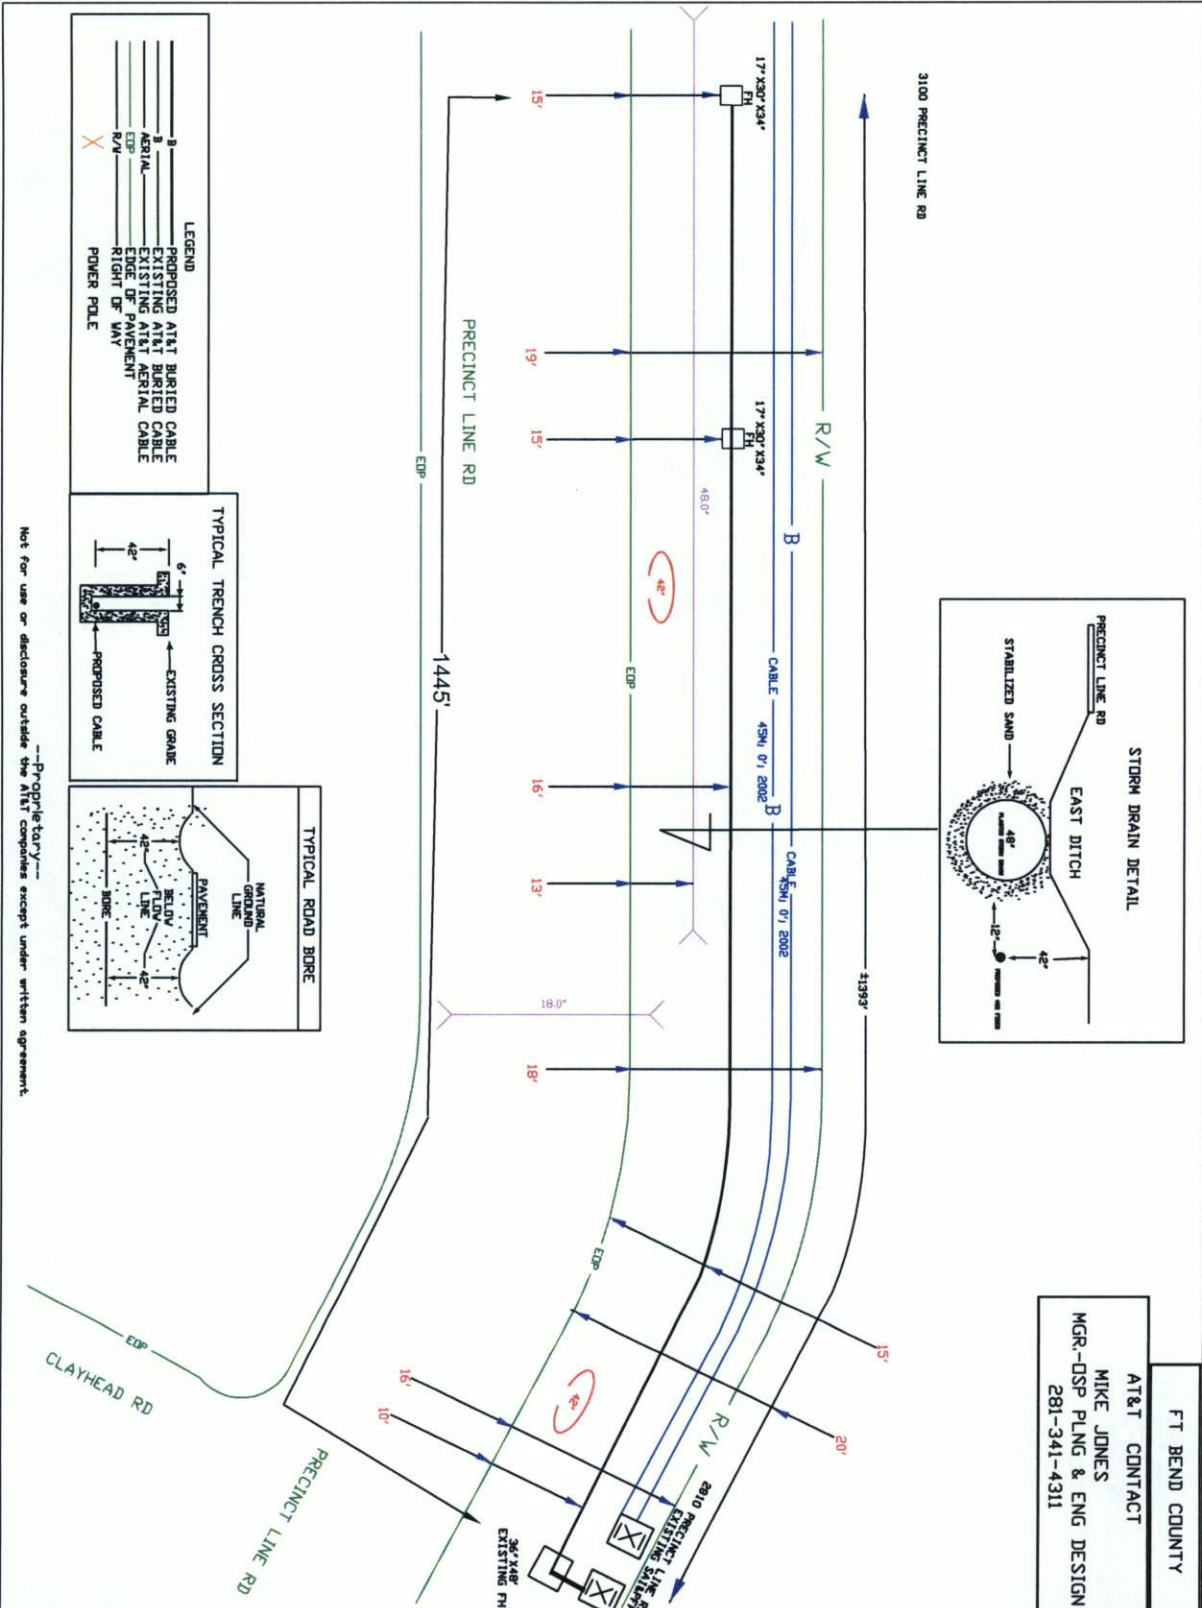 FT BEND COUNTY
AT&T CONTACT
MIKE JONES
MGR.-OSP PLNG & ENG DESIGN
281-341-4311
3100 PRECINCT LINE RD
STORM DRAIN DETAIL
PRECINCT LINE RD
EAST DITCH
STABILIZED SAND
48"
42"
12"
±1393'
17"X30"X34"
FH
17"X30"X34"
FH
R/W
B
CABLE
45M; 0'; 2002
B
CABLE
45M; 0'; 2002
48.0"
42"
EOP
15'
19'
15'
16'
13'
18'
18.0"
PRECINCT LINE RD
EOP
1445'
EOP
15'
20'
R/W
42"
16'
10'
2810 PRECINCT LINE
EXISTING
36"X48"
EXISTING FH
PRECINCT LINE RD
CLAYHEAD RD
EOP
LEGEND
B PROPOSED AT&T BURIED CABLE
B EXISTING AT&T BURIED CABLE
AERIAL EXISTING AT&T AERIAL CABLE
EOP EDGE OF PAVEMENT
R/W RIGHT OF WAY
POWER POLE
TYPICAL TRENCH CROSS SECTION
6"
42"
EXISTING GRADE
PROPOSED CABLE
TYPICAL ROAD BORE
NATURAL
GROUND
LINE
PAVEMENT
42"
BELOW
FLOW
LINE
42"
BORE
--Proprietary--
Not for use or disclosure outside the AT&T companies except under written agreement.